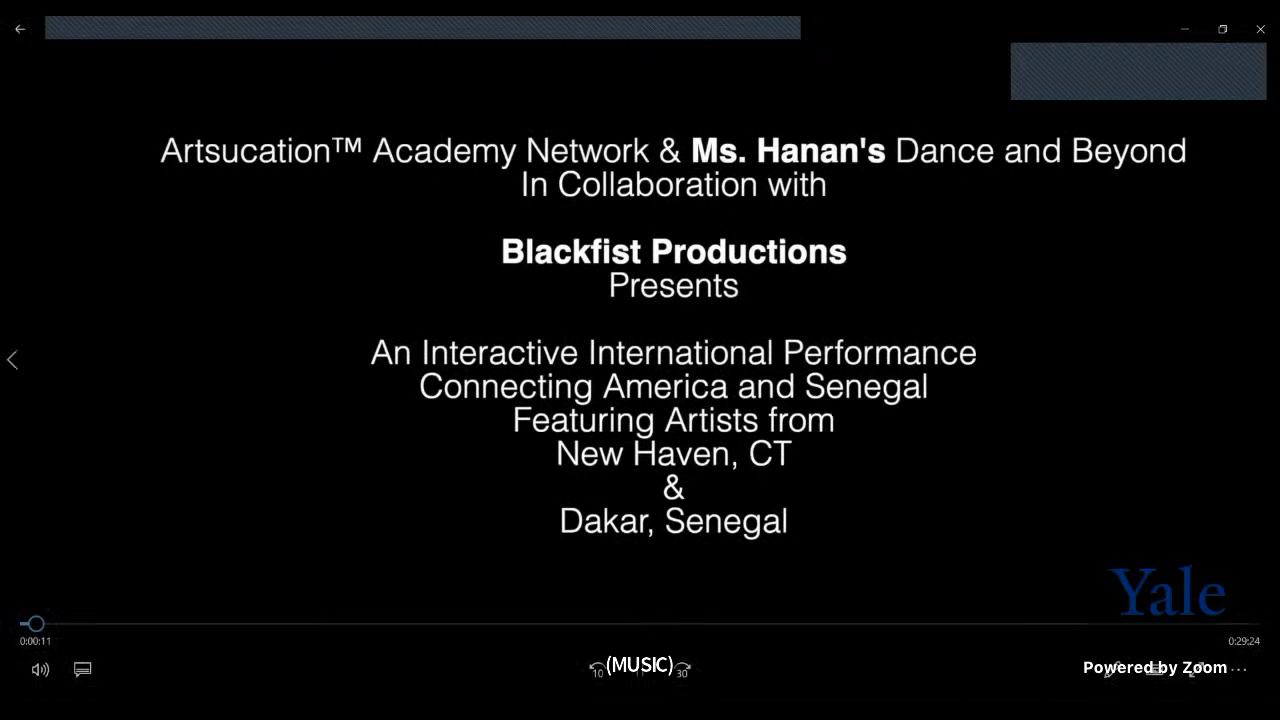 Artsucation™ Academy Network & Ms. Hanan's Dance and Beyond
In Collaboration with
Blackfist Productions
Presents
An Interactive International Performance
Connecting America and Senegal
Featuring Artists from
New Haven, CT
&
Dakar, Senegal
Yale
0:00:11
0:29:24
10
(MUSIC)
30
Powered by Zoom